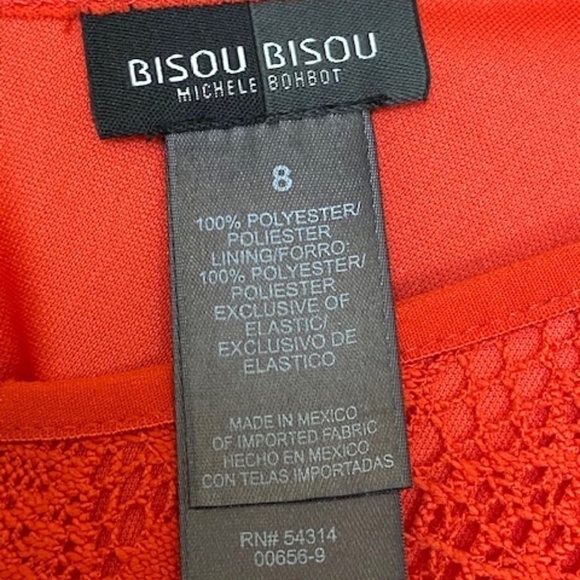 BISOU BISOU
MICHELE BOHBOT
8
100% POLYESTER/
POLIESTER
LINING/FORRO:
100% POLYESTER/
POLIESTER
EXCLUSIVE OF
ELASTIC/
EXCLUSIVO DE
ELASTICO
MADE IN MEXICO
OF IMPORTED FABRIC
HECHO EN MEXICO
CON TELAS IMPORTADAS
RN# 54314
00656-9